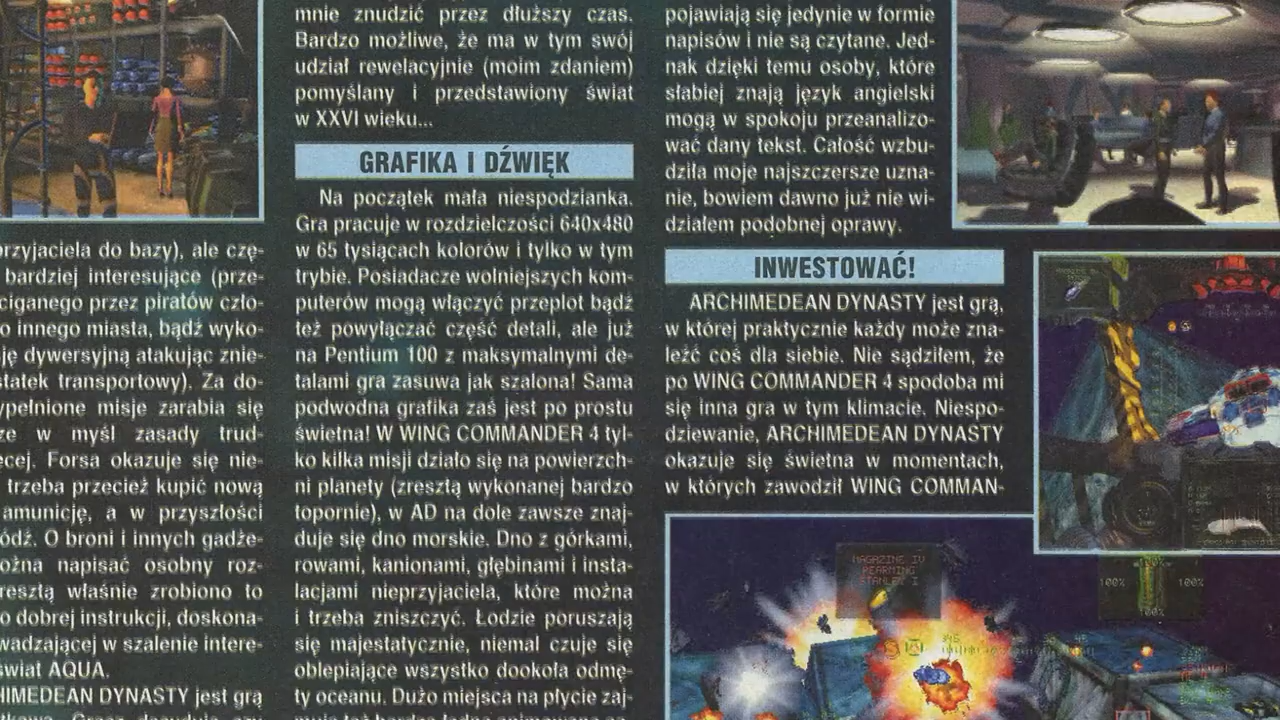 przyjaciela do bazy), ale czę-
bardziej interesujące (prze-
ciganego przez piratów czło-
o innego miasta, bądź wyko-
ję dywersyjną atakując znie-
statek transportowy). Za do-
ypełnione misje zarabia się
ze w myśl zasady trud-
ęcej. Forsa okazuje się nie-
trzeba przecież kupić nową
amunicję, a w przyszłości
ódź. O broni i innych gadże-
ożna napisać osobny roz-
resztą właśnie zrobiono to
o dobrej instrukcji, doskona-
wadzającej w szalenie intere-
świat AQUA.
HIMEDEAN DYNASTY jest grą
mnie znudzić przez dłuższy czas.
Bardzo możliwe, że ma w tym swój
udział rewelacyjnie (moim zdaniem)
pomyślany i przedstawiony świat
w XXVI wieku...
GRAFIKA I DŹWIĘK
Na początek mała niespodzianka.
Gra pracuje w rozdzielczości 640x480
w 65 tysiącach kolorów i tylko w tym
trybie. Posiadacze wolniejszych kom-
puterów mogą włączyć przeplot bądź
też powyłączać część detali, ale już
na Pentium 100 z maksymalnymi de-
talami gra zasuwa jak szalona! Sama
podwodna grafika zaś jest po prostu
świetna! W WING COMMANDER 4 tyl-
ko kilka misji działo się na powierzch-
ni planety (zresztą wykonanej bardzo
topornie), w AD na dole zawsze znaj-
duje się dno morskie. Dno z górkami,
rowami, kanionami, głębinami i insta-
lacjami nieprzyjaciela, które można
i trzeba zniszczyć. Łodzie poruszają
się majestatycznie, niemal czuje się
oblepiające wszystko dookoła odmę-
ty oceanu. Dużo miejsca na płycie zaj-
pojawiają się jedynie w formie
napisów i nie są czytane. Jed-
nak dzięki temu osoby, które
słabiej znają język angielski
mogą w spokoju przeanalizo-
wać dany tekst. Całość wzbu-
dziła moje najszczersze uzna-
nie, bowiem dawno już nie wi-
działem podobnej oprawy.
INWESTOWAĆ!
ARCHIMEDEAN DYNASTY jest grą,
w której praktycznie każdy może zna-
leźć coś dla siebie. Nie sądziłem, że
po WING COMMANDER 4 spodoba mi
się inna gra w tym klimacie. Niespo-
dziewanie, ARCHIMEDEAN DYNASTY
okazuje się świetna w momentach,
w których zawodził WING COMMAN-
MAGAZINE IV
REARMING
STANLEY I
100%
100% 100%
100%